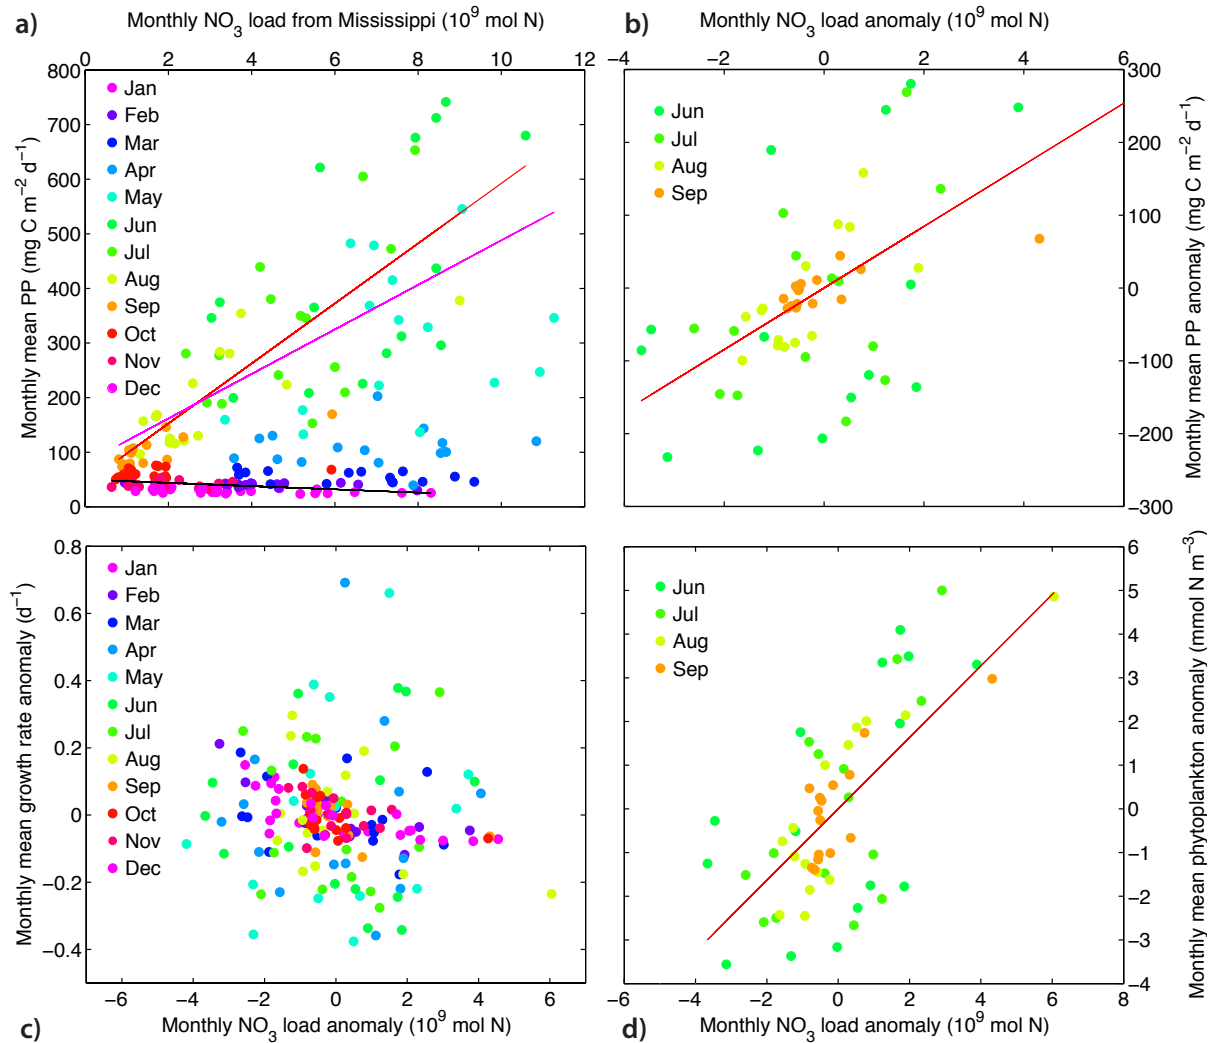 a)
Monthly NO3 load from Mississippi (10^9 mol N)
0 2 4 6 8 10 12
800
700
600
500
400
300
200
100
0
Monthly mean PP (mg C m^−2 d^−1)
Jan
Feb
Mar
Apr
May
Jun
Jul
Aug
Sep
Oct
Nov
Dec
b)
Monthly NO3 load anomaly (10^9 mol N)
−4 −2 0 2 4 6
300
200
100
0
−100
−200
−300
Monthly mean PP anomaly (mg C m^−2 d^−1)
Jun
Jul
Aug
Sep
0.8
0.6
0.4
0.2
0
−0.2
−0.4
Monthly mean growth rate anomaly (d^−1)
Jan
Feb
Mar
Apr
May
Jun
Jul
Aug
Sep
Oct
Nov
Dec
−6 −4 −2 0 2 4 6
c)
Monthly NO3 load anomaly (10^9 mol N)
6
5
4
3
2
1
0
−1
−2
−3
−4
Monthly mean phytoplankton anomaly (mmol N m^−3)
Jun
Jul
Aug
Sep
−6 −4 −2 0 2 4 6 8
d)
Monthly NO3 load anomaly (10^9 mol N)